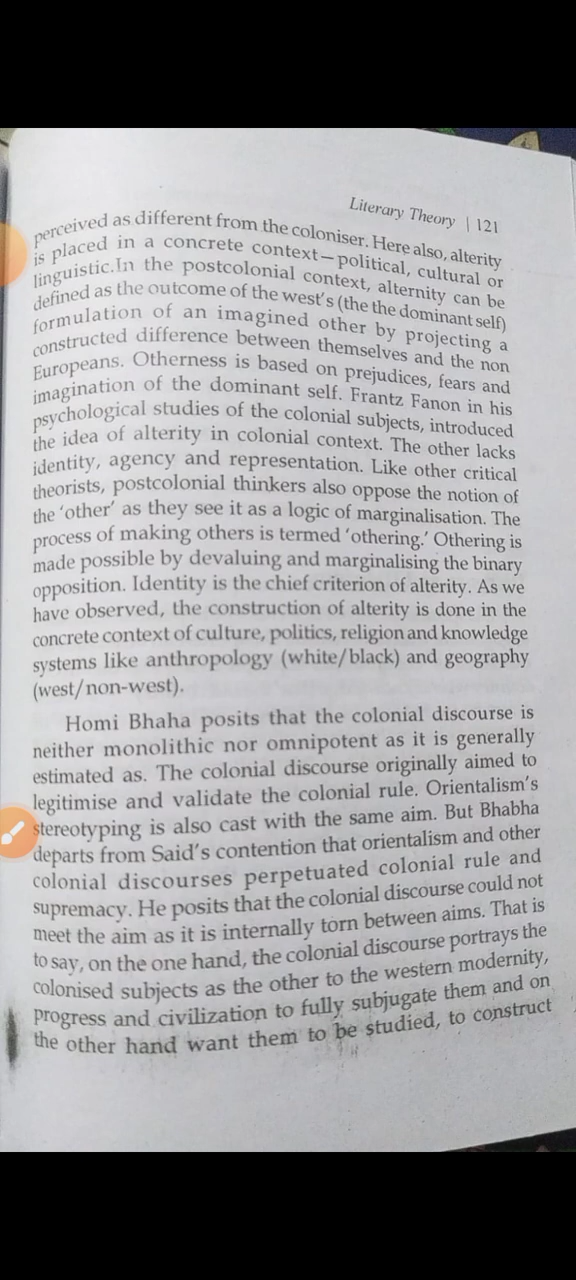 Literary Theory | 121
perceived as different from the coloniser. Here also, alterity
is placed in a concrete context—political, cultural or
linguistic.In the postcolonial context, alternity can be
defined as the outcome of the west's (the the dominant self)
formulation of an imagined other by projecting a
constructed difference between themselves and the non
Europeans. Otherness is based on prejudices, fears and
imagination of the dominant self. Frantz Fanon in his
psychological studies of the colonial subjects, introduced
the idea of alterity in colonial context. The other lacks
identity, agency and representation. Like other critical
theorists, postcolonial thinkers also oppose the notion of
the 'other' as they see it as a logic of marginalisation. The
process of making others is termed 'othering.' Othering is
made possible by devaluing and marginalising the binary
opposition. Identity is the chief criterion of alterity. As we
have observed, the construction of alterity is done in the
concrete context of culture, politics, religion and knowledge
systems like anthropology (white/black) and geography
(west/non-west).
Homi Bhaha posits that the colonial discourse is
neither monolithic nor omnipotent as it is generally
estimated as. The colonial discourse originally aimed to
legitimise and validate the colonial rule. Orientalism's
stereotyping is also cast with the same aim. But Bhabha
departs from Said's contention that orientalism and other
colonial discourses perpetuated colonial rule and
supremacy. He posits that the colonial discourse could not
meet the aim as it is internally torn between aims. That is
to say, on the one hand, the colonial discourse portrays the
colonised subjects as the other to the western modernity,
progress and civilization to fully subjugate them and on
the other hand want them to be studied, to construct